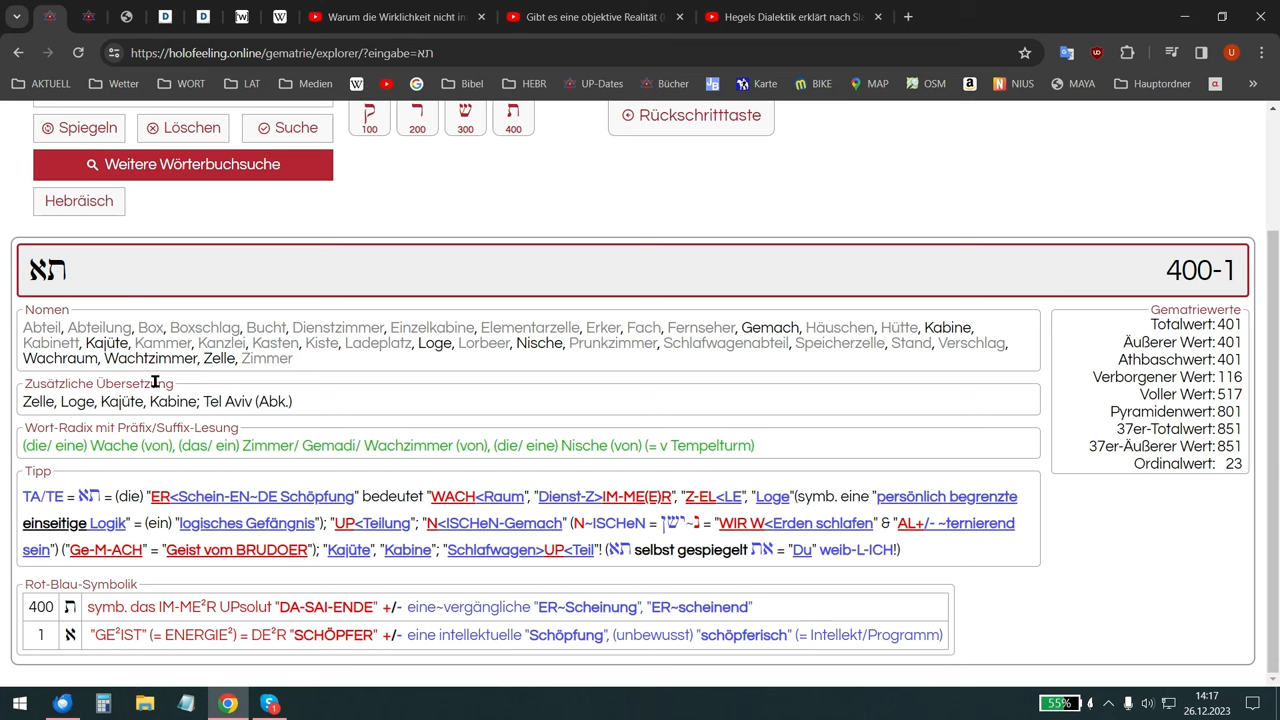 Warum die Wirklichkeit nicht im
Gibt es eine objektive Realität (
Hegels Dialektik erklärt nach Sl
https://holofeeling.online/gematrie/explorer/?eingabe=תא
AKTUELL Wetter WORT LAT Medien Bibel HEBR UP-Dates Bücher Karte BIKE MAP OSM NIUS MAYA Hauptordner
ק ר ש ת
100 200 300 400
Rückschritttaste
Spiegeln Löschen Suche
Weitere Wörterbuchsuche
Hebräisch
תא 400-1
Nomen
Abteil, Abteilung, Box, Boxschlag, Bucht, Dienstzimmer, Einzelkabine, Elementarzelle, Erker, Fach, Fernseher, Gemach, Häuschen, Hütte, Kabine,
Kabinett, Kajüte, Kammer, Kanzlei, Kasten, Kiste, Ladeplatz, Loge, Lorbeer, Nische, Prunkzimmer, Schlafwagenabteil, Speicherzelle, Stand, Verschlag,
Wachraum, Wachtzimmer, Zelle, Zimmer
Zusätzliche Übersetzung
Zelle, Loge, Kajüte, Kabine; Tel Aviv (Abk.)
Wort-Radix mit Präfix/Suffix-Lesung
(die/ eine) Wache (von), (das/ ein) Zimmer/ Gemadi/ Wachzimmer (von), (die/ eine) Nische (von) (= v Tempelturm)
Tipp
TA/TE = תא = (die) "ER<Schein-EN~DE Schöpfung" bedeutet "WACH<Raum", "Dienst-Z>IM-ME(E)R", "Z-EL<LE", "Loge"(symb. eine "persönlich begrenzte
einseitige Logik" = (ein) "logisches Gefängnis"); "UP<Teilung"; "N<ISCHeN-Gemach" (N~ISCHeN = נ~ישן = "WIR W<Erden schlafen" & "AL+/- ~ternierend
sein") ("Ge-M-ACH" = "Geist vom BRUDOER"); "Kajüte", "Kabine"; "Schlafwagen>UP<Teil"! (תא selbst gespiegelt את = "Du" weib-L-ICH!)
Rot-Blau-Symbolik
400 ת symb. das IM-ME²R UPsolut "DA-SAI-ENDE" +/- eine~vergängliche "ER~Scheinung", "ER~scheinend"
1 א "GE²IST" (= ENERGIE²) = DE²R "SCHÖPFER" +/- eine intellektuelle "Schöpfung", (unbewusst) "schöpferisch" (= Intellekt/Programm)
Gematriewerte
Totalwert: 401
Äußerer Wert: 401
Athbaschwert: 401
Verborgener Wert: 116
Voller Wert: 517
Pyramidenwert: 801
37er-Totalwert: 851
37er-Äußerer Wert: 851
Ordinalwert: 23
55%
14:17
26.12.2023